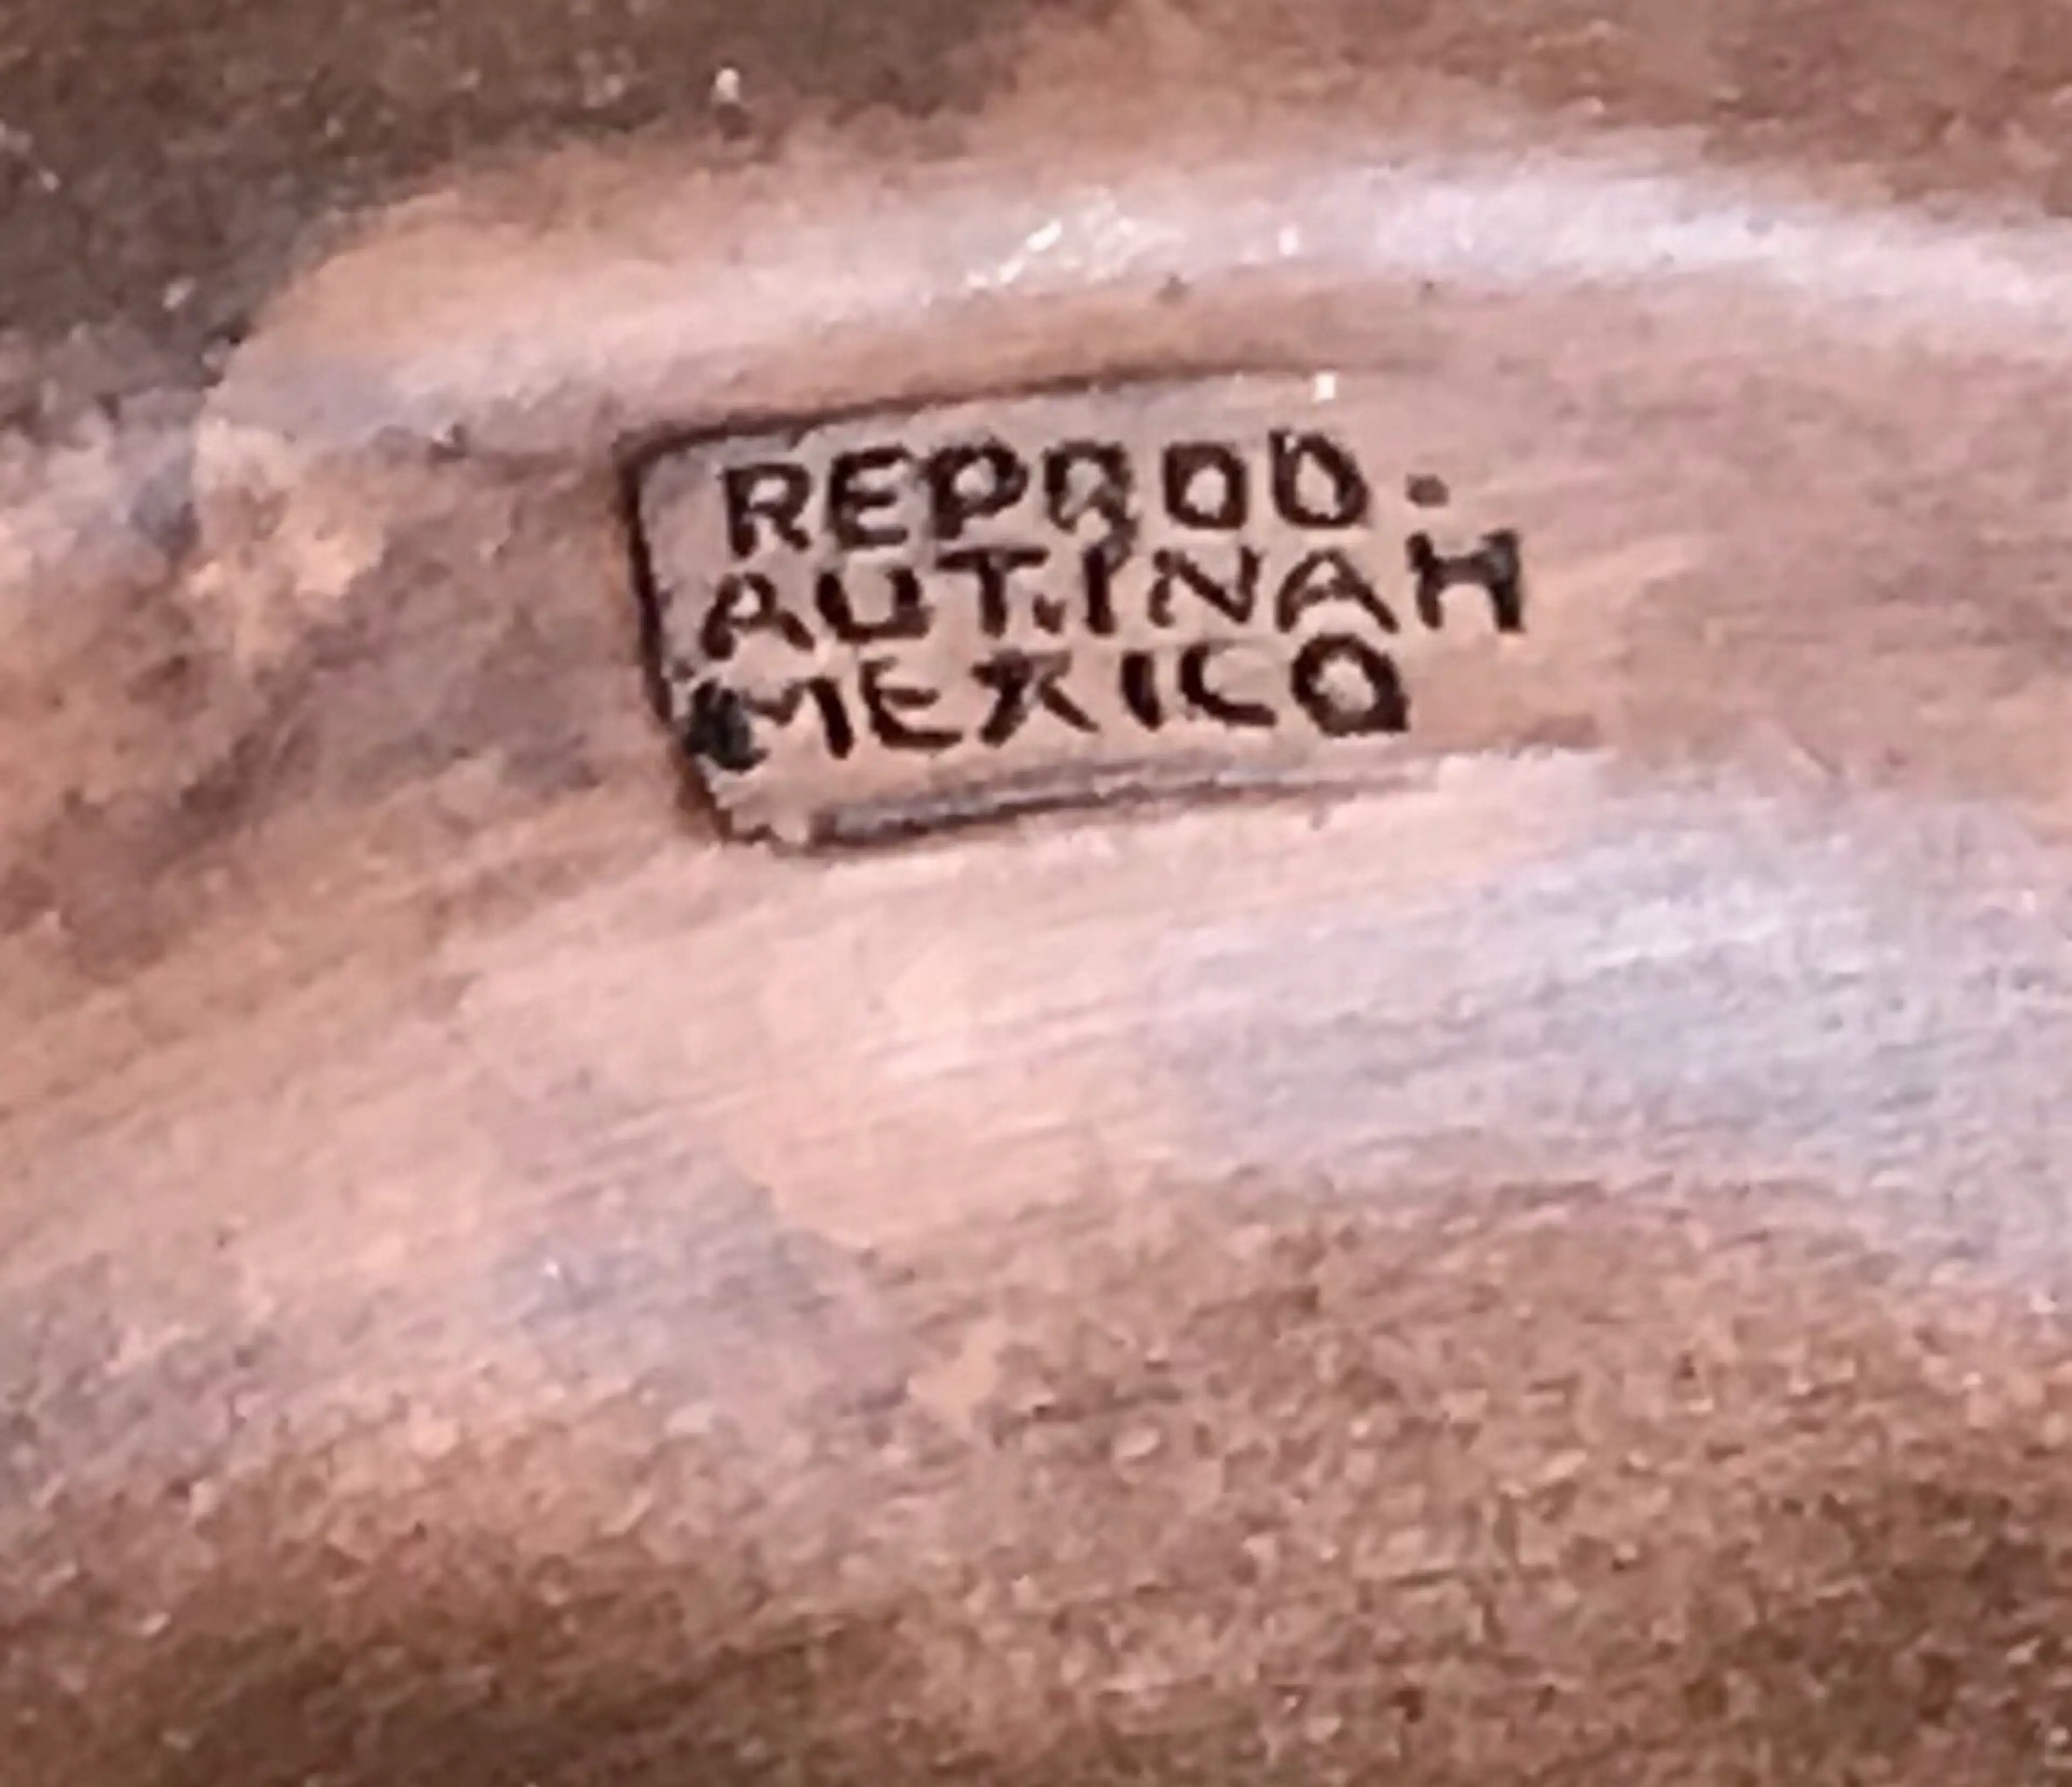 REPROD.
AUT.INAH
MEXICO